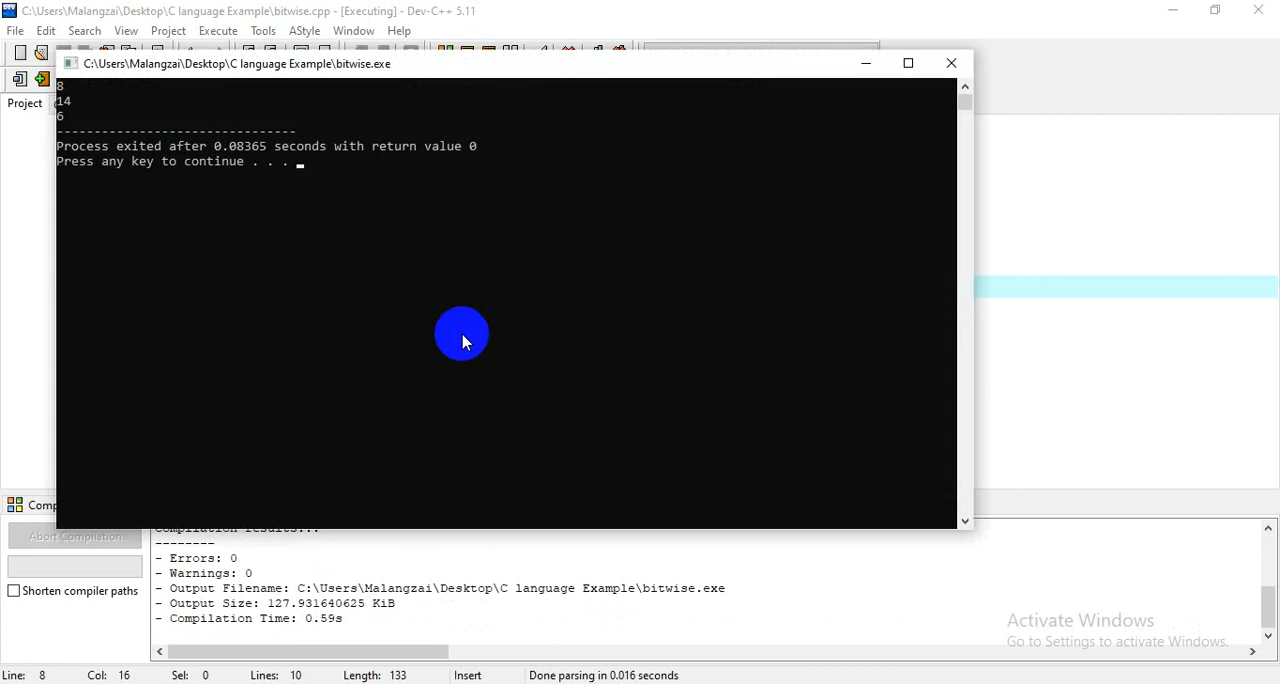 C:\Users\Malangzai\Desktop\C language Example\bitwise.cpp - [Executing] - Dev-C++ 5.11
File Edit Search View Project Execute Tools AStyle Window Help
C:\Users\Malangzai\Desktop\C language Example\bitwise.exe
Project
8
14
6
--------------------------------
Process exited after 0.08365 seconds with return value 0
Press any key to continue . . .
Comp
Abort Compilation
Shorten compiler paths
Compilation results...
--------
- Errors: 0
- Warnings: 0
- Output Filename: C:\Users\Malangzai\Desktop\C language Example\bitwise.exe
- Output Size: 127.931640625 KiB
- Compilation Time: 0.59s
Activate Windows
Go to Settings to activate Windows.
Line: 8 Col: 16 Sel: 0 Lines: 10 Length: 133 Insert Done parsing in 0.016 seconds